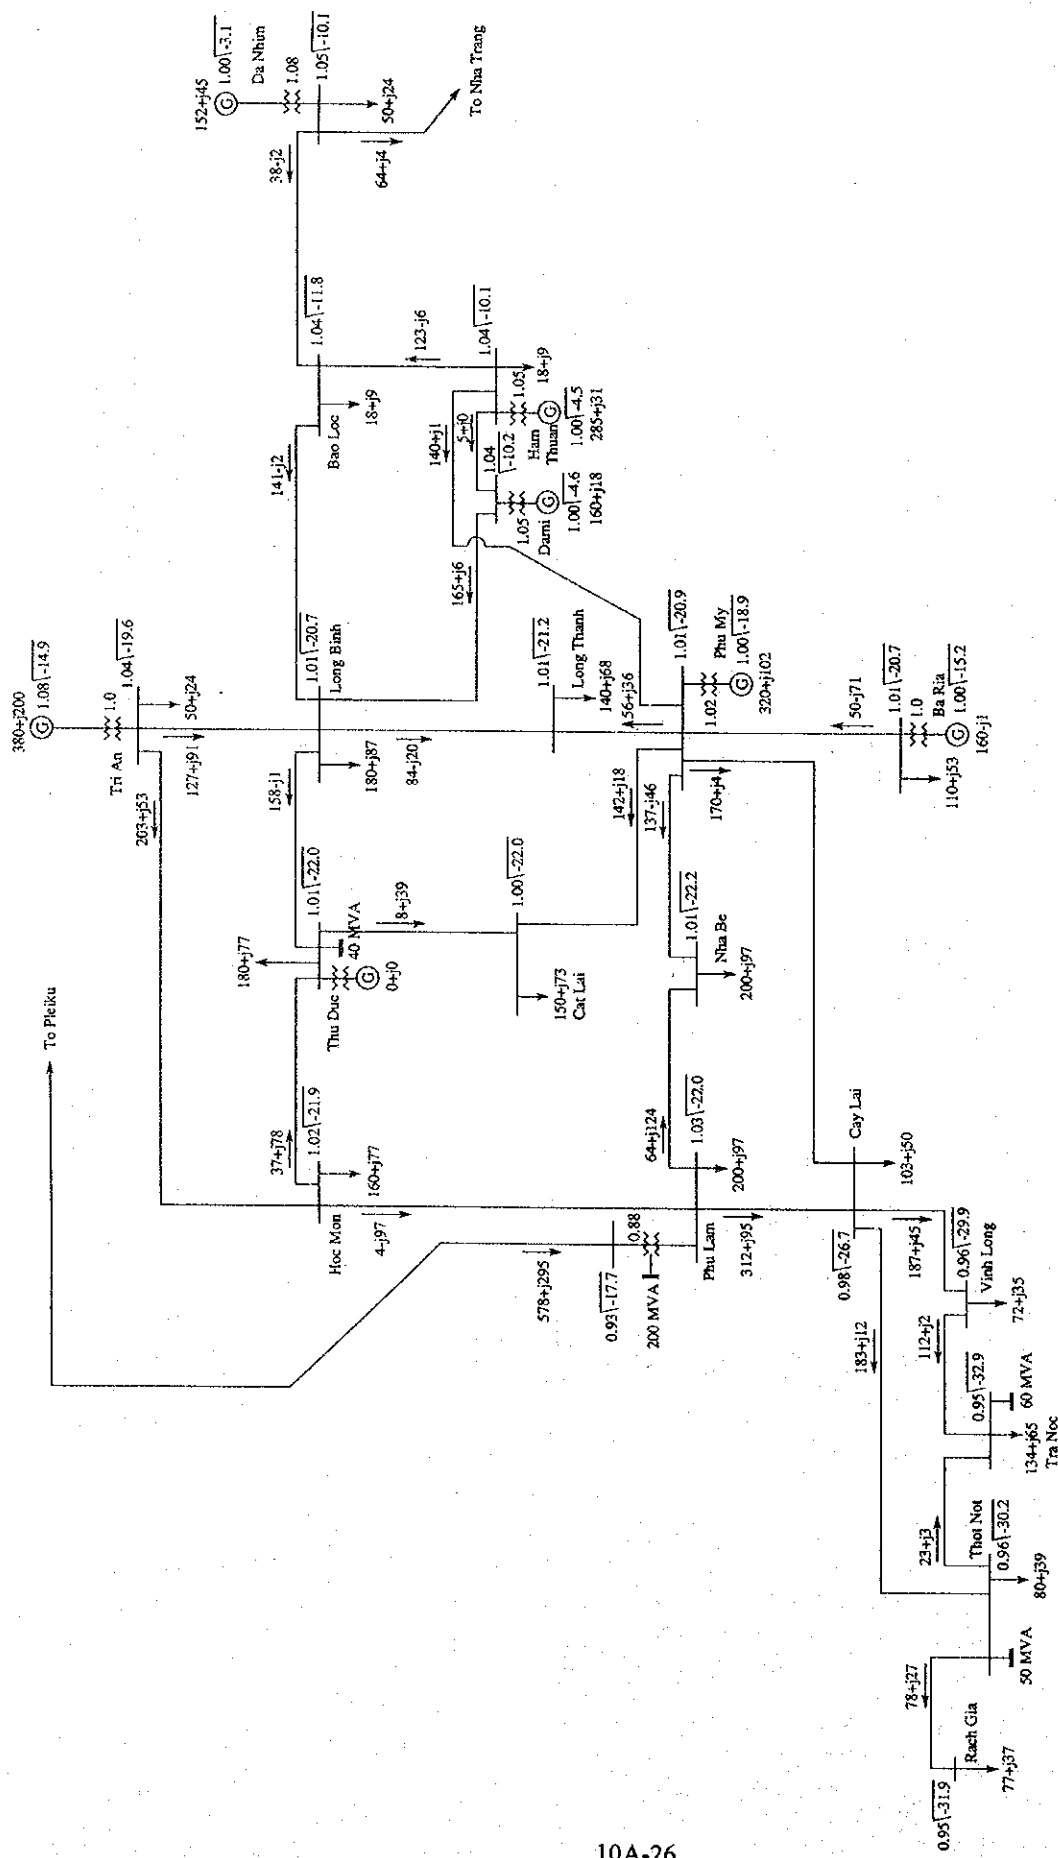 To Pleiku
380+j200
1.08 -14.9
1.0
1.04 -19.6
Tri An
203+j53
50+j24
127+j91
152+j45
1.00 -3.1
Da Nhim
1.08
1.05 -10.1
50+j24
64+j4
To Nha Trang
38-j2
1.04 -11.8
Bao Loc
18+j9
141-j2
123-j6
1.04 -10.1
18+j9
1.05
Ham
Thuan
1.00 -4.5
285+j31
140+j1
5+j0
1.04
-10.2
1.05
Dami
1.00 -4.6
160+j18
165+j6
1.01 -20.7
Long Binh
180+j87
84-j20
158-j1
1.01 -21.2
Long Thanh
140+j68
56+j36
1.01 -22.0
40 MVA
180+j77
Thu Duc
G
0+j0
8+j39
1.00 -22.0
150+j73
Cat Lai
37+j78
1.02 -21.9
Hoc Mon
160+j77
4-j97
142+j18
137-j46
1.01 -20.9
Phu My
1.02
1.00 -18.9
320+j102
170+j4
50-j71
1.01 -20.7
1.0
Ba Ria
1.00 -15.2
160-j1
110+j53
1.01 -22.2
Nha Be
200+j97
64+j124
1.03 -22.0
200+j97
Phu Lam
0.88
200 MVA
0.93 -17.7
578+j295
312+j95
Cay Lai
103+j50
0.98 -26.7
187+j45
183+j12
0.96 -29.9
Vinh Long
72+j35
112+j2
0.95 -32.9
60 MVA
134+j65
Tra Noc
23+j3
Thot Not
0.96 -30.2
80+j39
50 MVA
78+j27
Rach Gia
77+j37
0.95 -31.9
10A-26